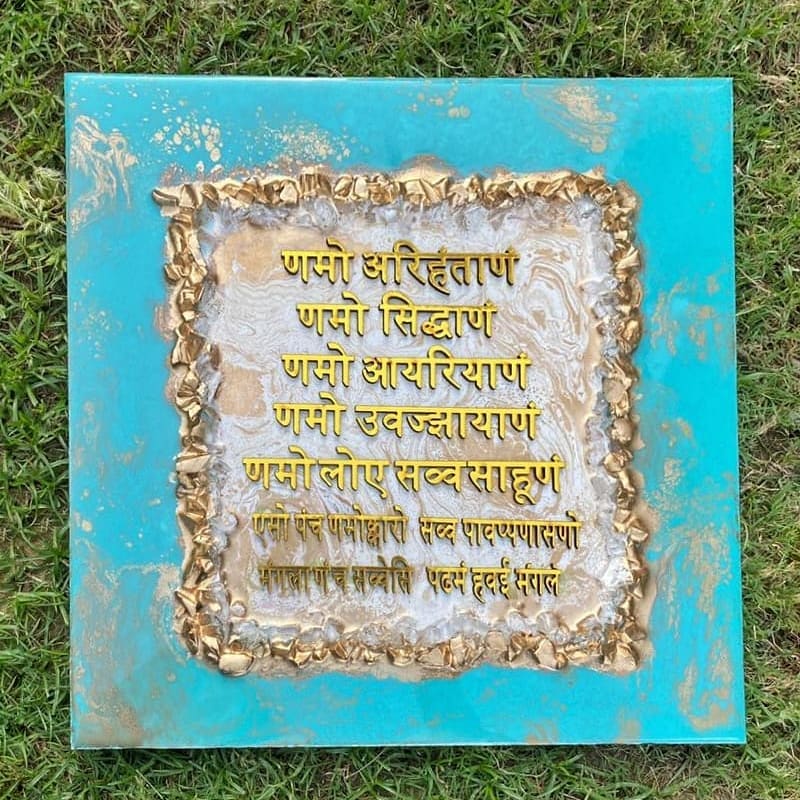 णमो अरिहंताणं
णमो सिद्धाणं
णमो आयरियाणं
णमो उवज्झायाणं
णमो लोए सव्व साहूणं
एसो पंच णमोक्कारो सव्व पावप्पणासणो
मंगलाणं च सव्वेसिं पढमं हवई मंगलं